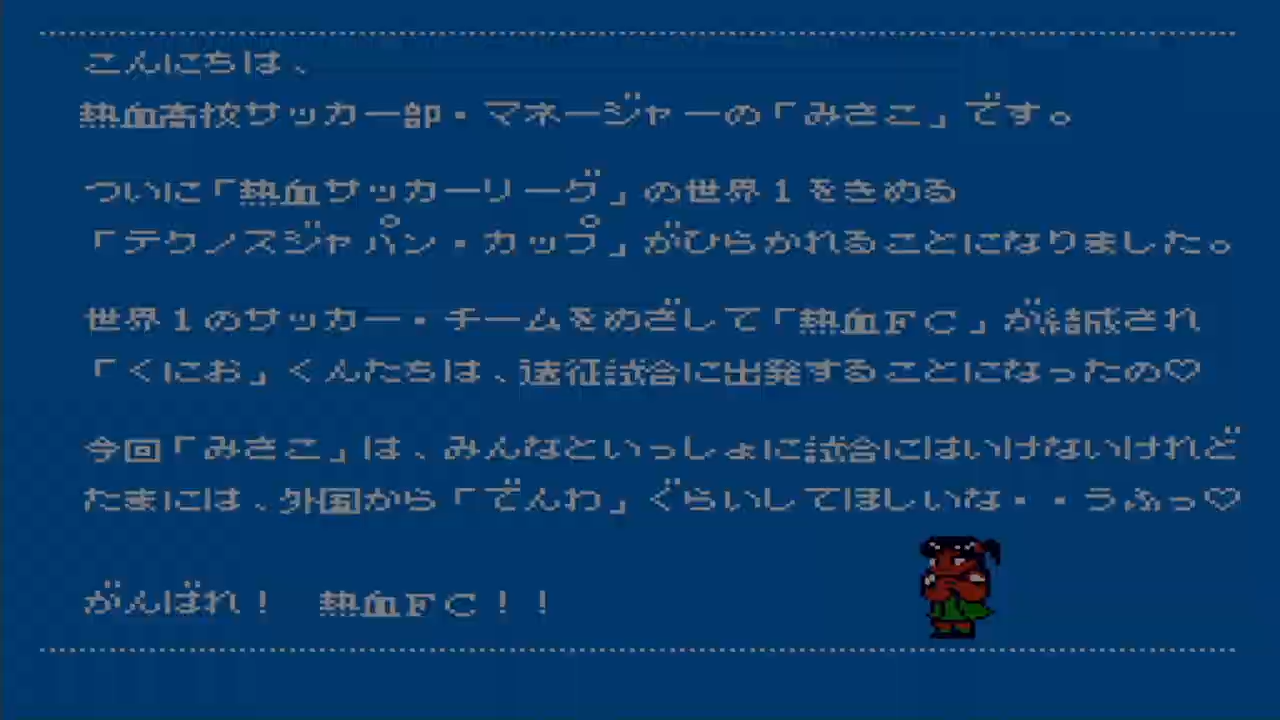 こんにちは、
熱血高校サッカー部・マネージャーの「みさこ」です。
ついに「熱血サッカーリーグ」の世界1をきめる
「テクノスジャパン・カップ」がひらかれることになりました。
世界1のサッカー・チームをめざして「熱血FC」が結誠され
「くにお」くんたちは、遠征試合に出発することになったの♡
今回「みさこ」は、みんなといっしょに試合にはいけないけれど
たまには、外国から「でんわ」ぐらいしてほしいな・・うふっ♡
がんばれ! 熱血FC!!